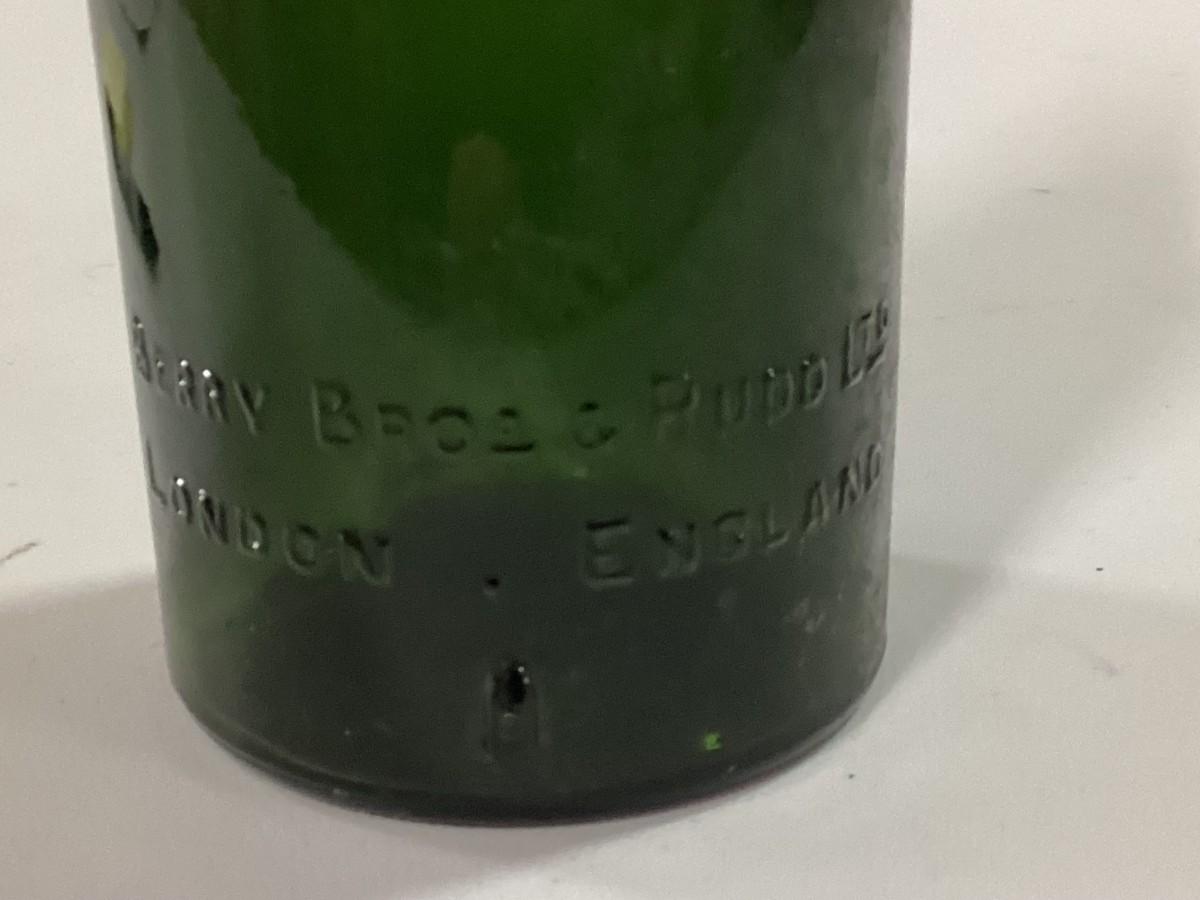 BERRY BROS & RUDD LTD
LONDON . ENGLAND